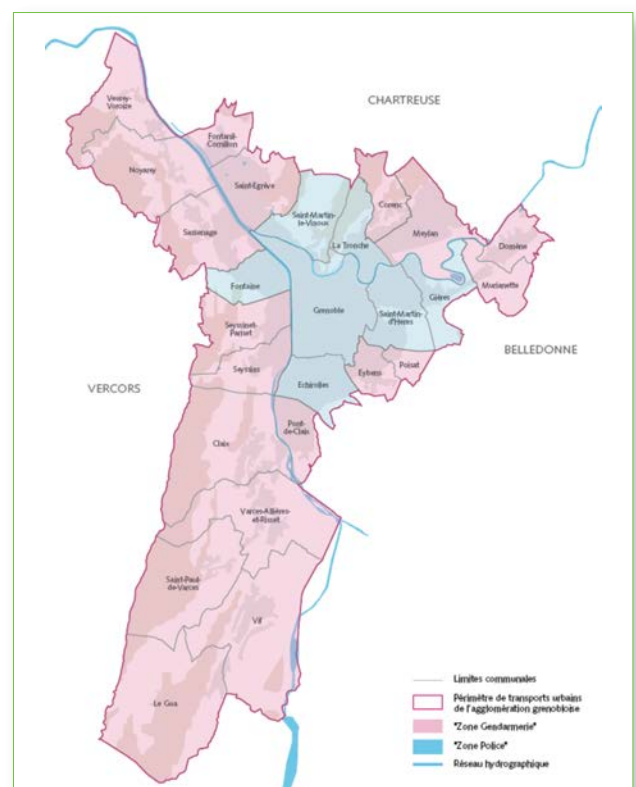 CHARTREUSE
Veurey-
Voroize
Fontanil-
Cornillon
Noyarey
Saint-Egrève
Corenc
Saint-Martin-
le-Vinoux
Sassenage
La Tronche
Meylan
Domène
Murianette
Fontaine
Gières
Grenoble
Saint-Martin-
d'Hères
Seyssinet-
Pariset
BELLEDONNE
Poisat
Eybens
Seyssins
VERCORS
Echirolles
Pont-
de-Claix
Claix
Varces-Allières-
et-Risset
Saint-Paul-
de-Varces
Vif
Le Gua
Limites communales
Périmètre de transports urbains
de l'agglomération grenobloise
"Zone Gendarmerie"
"Zone Police"
Réseau hydrographique